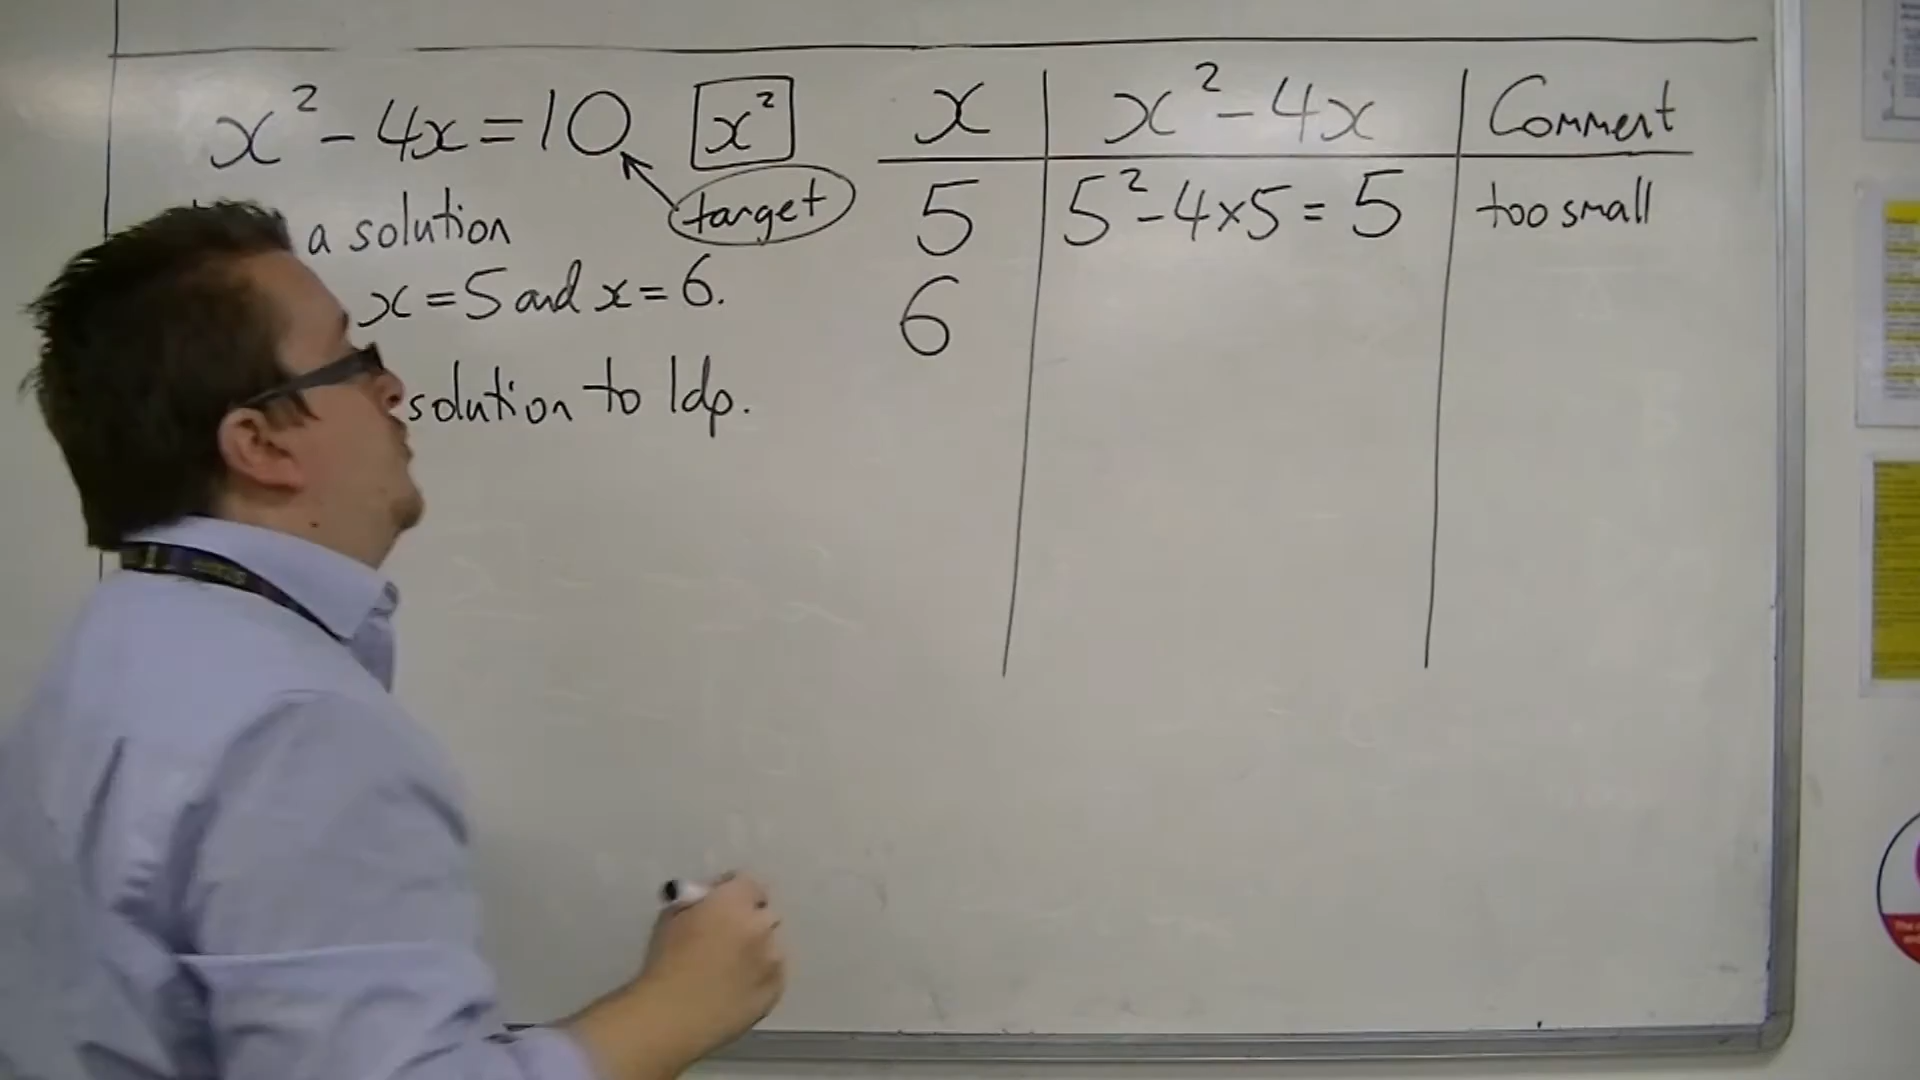 x² - 4x = 10
x²
target
a solution
x = 5 and x = 6.
solution to 1dp.
x | x² - 4x | Comment
5 | 5² - 4×5 = 5 | too small
6